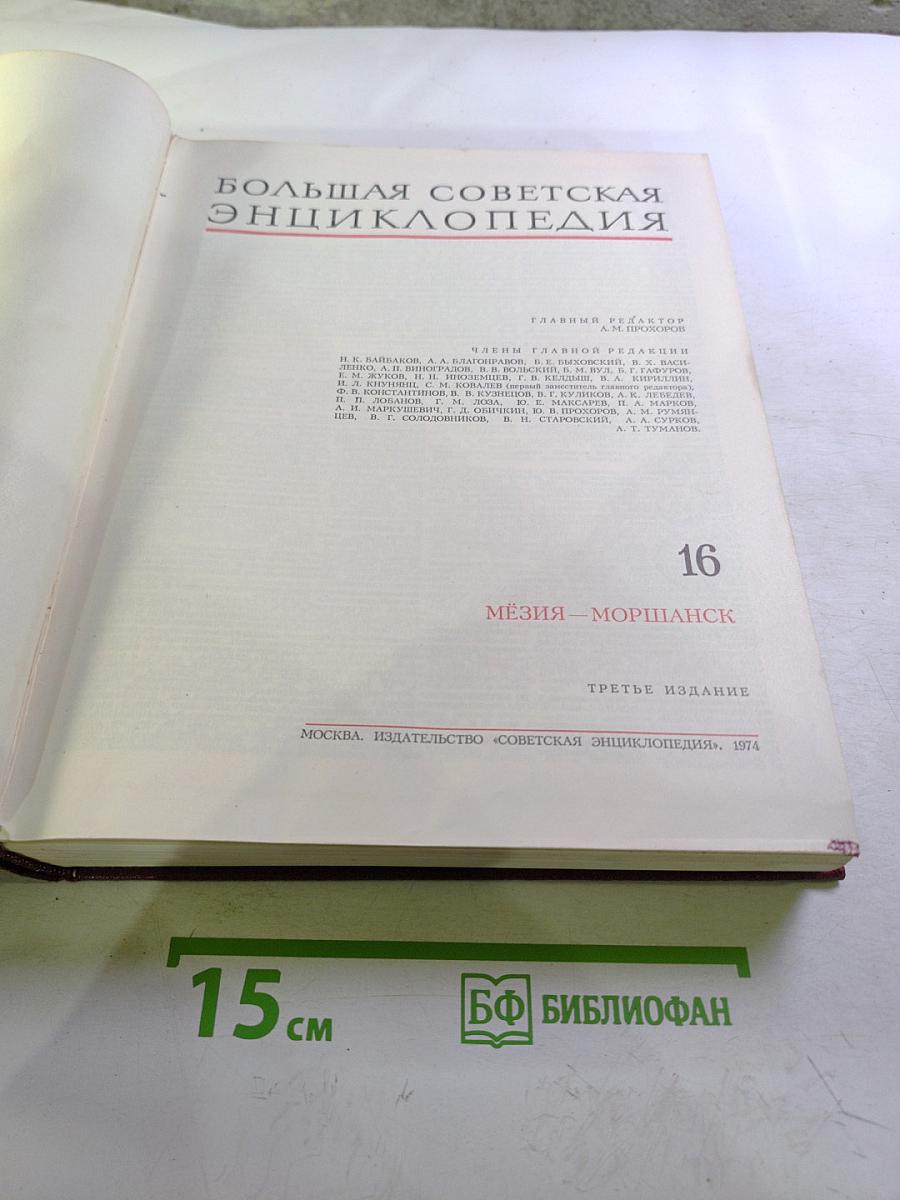 БОЛЬШАЯ СОВЕТСКАЯ
ЭНЦИКЛОПЕДИЯ
ГЛАВНЫЙ РЕДАКТОР
А. М. ПРОХОРОВ
ЧЛЕНЫ ГЛАВНОЙ РЕДАКЦИИ
Н. К. БАЙБАКОВ, А. А. БЛАГОНРАВОВ, Б. Е. БЫХОВСКИЙ, В. Х. ВАСИ-
ЛЕНКО, А. П. ВИНОГРАДОВ, В. В. ВОЛЬСКИЙ, Б. М. ВУЛ, Б. Г. ГАФУРОВ,
Е. М. ЖУКОВ, Н. Н. ИНОЗЕМЦЕВ, Г. В. КЕЛДЫШ, В. А. КИРИЛЛИН,
И. Л. КНУНЯНЦ, С. М. КОВАЛЕВ (первый заместитель главного редактора),
Ф. В. КОНСТАНТИНОВ, В. В. КУЗНЕЦОВ, В. Г. КУЛИКОВ, А. К. ЛЕБЕДЕВ,
П. П. ЛОБАНОВ, Г. М. ЛОЗА, Ю. Е. МАКСАРЕВ, П. А. МАРКОВ,
А. И. МАРКУШЕВИЧ, Г. Д. ОБИЧКИН, Ю. В. ПРОХОРОВ, А. М. РУМЯН-
ЦЕВ, В. Г. СОЛОДОВНИКОВ, В. Н. СТАРОВСКИЙ, А. А. СУРКОВ,
А. Т. ТУМАНОВ.
16
МЁЗИЯ — МОРШАНСК
ТРЕТЬЕ ИЗДАНИЕ
МОСКВА. ИЗДАТЕЛЬСТВО «СОВЕТСКАЯ ЭНЦИКЛОПЕДИЯ». 1974
15 см
БФ БИБЛИОФАН